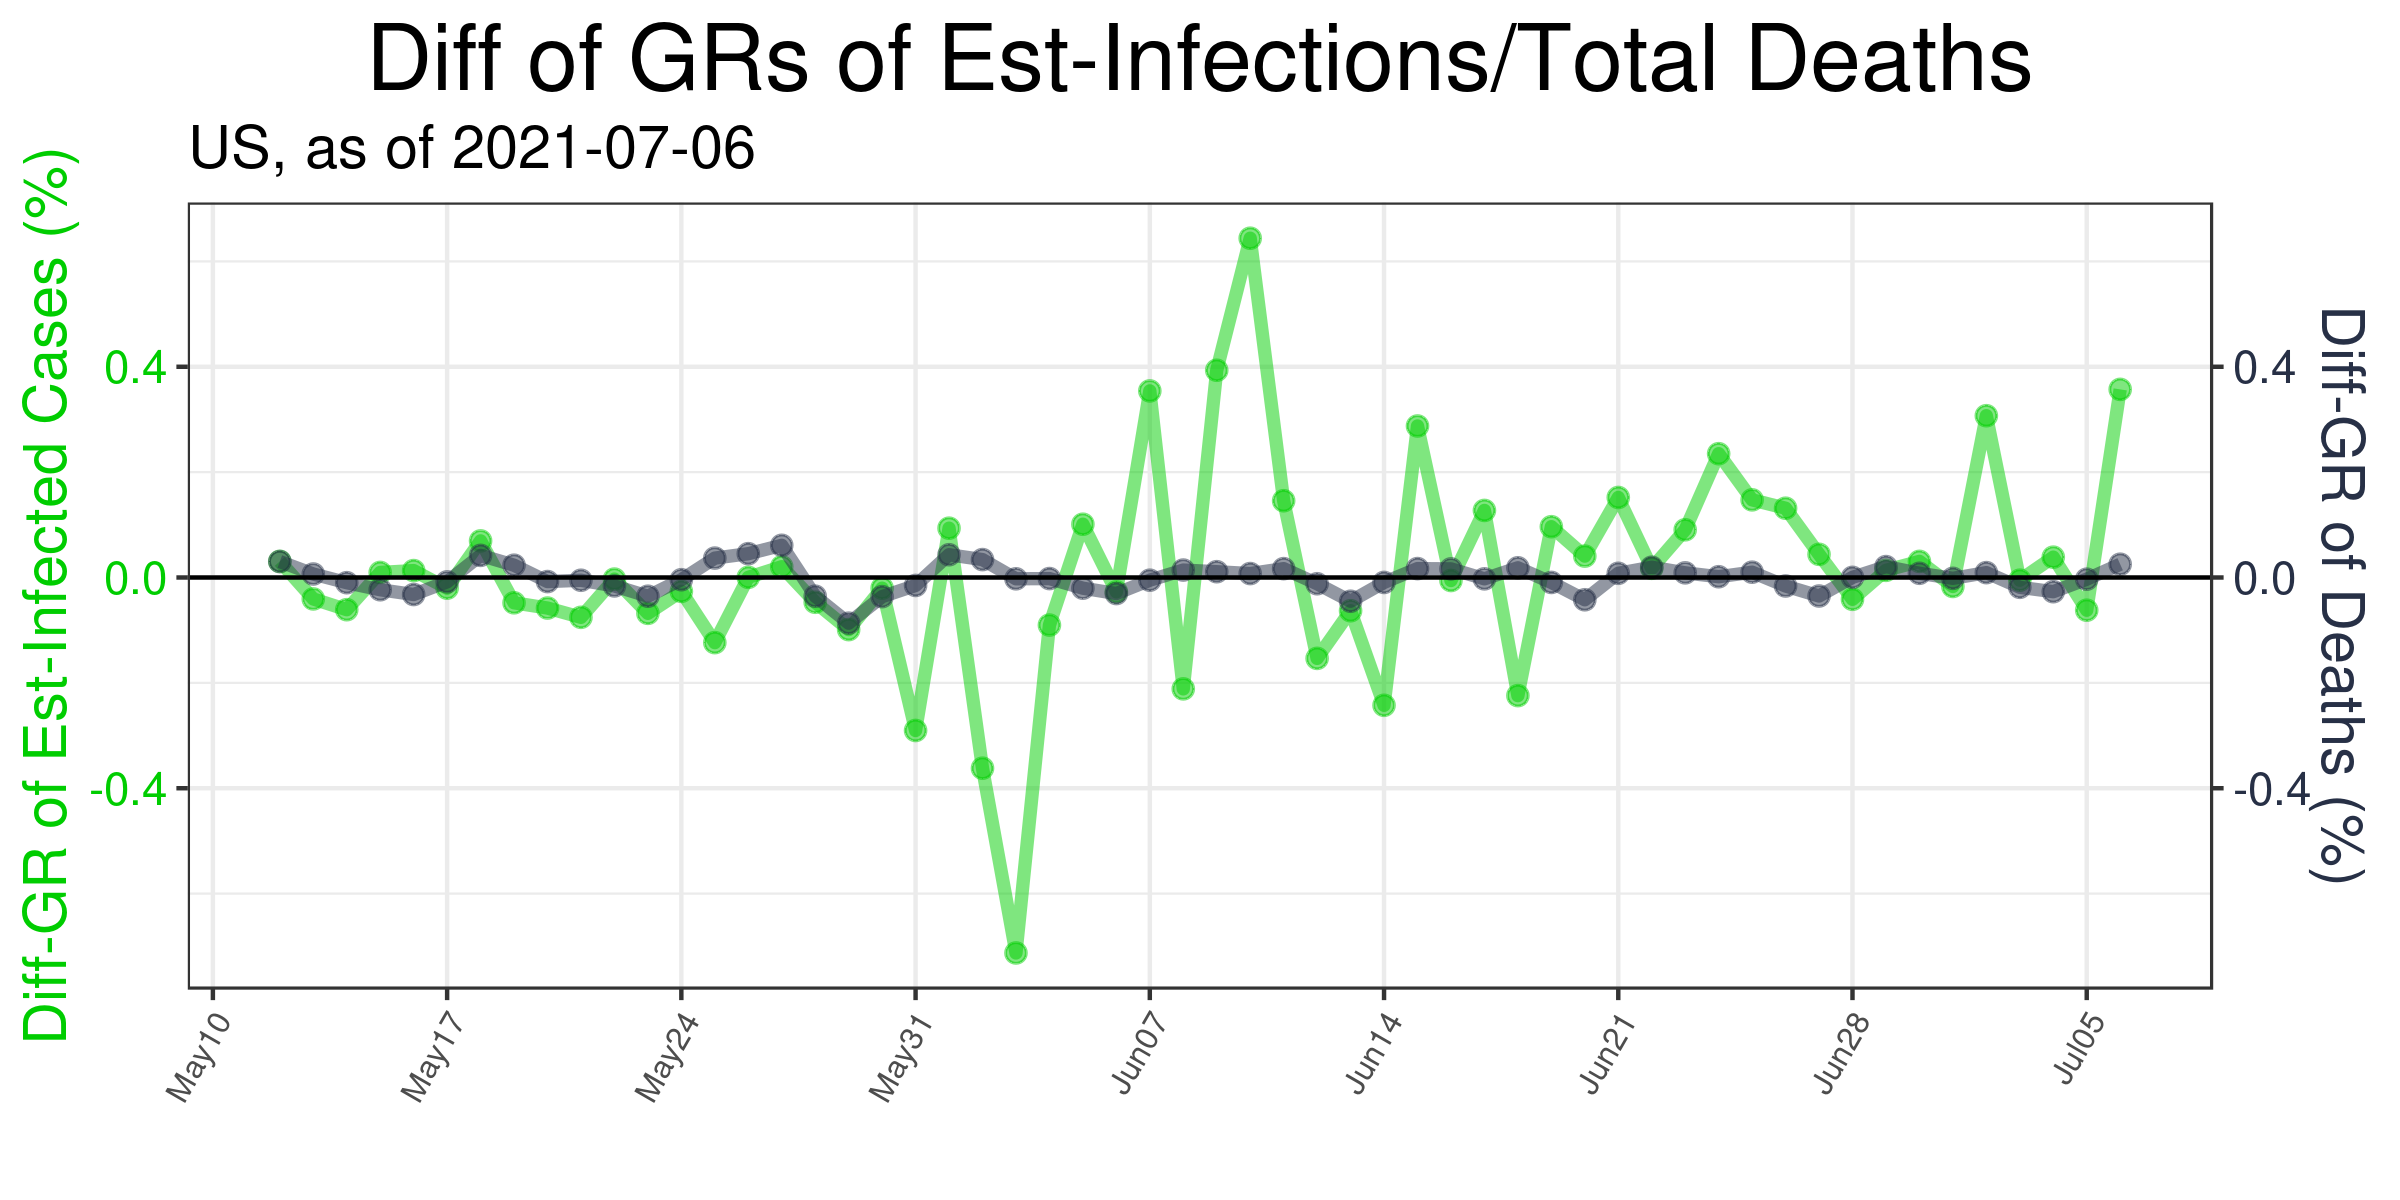 Diff of GRs of Est-Infections/Total Deaths
US, as of 2021-07-06
Diff-GR of Est-Infected Cases (%)
0.4
0.0
-0.4
0.4
0.0
-0.4
Diff-GR of Deaths (%)
May10
May17
May24
May31
Jun07
Jun14
Jun21
Jun28
Jul05